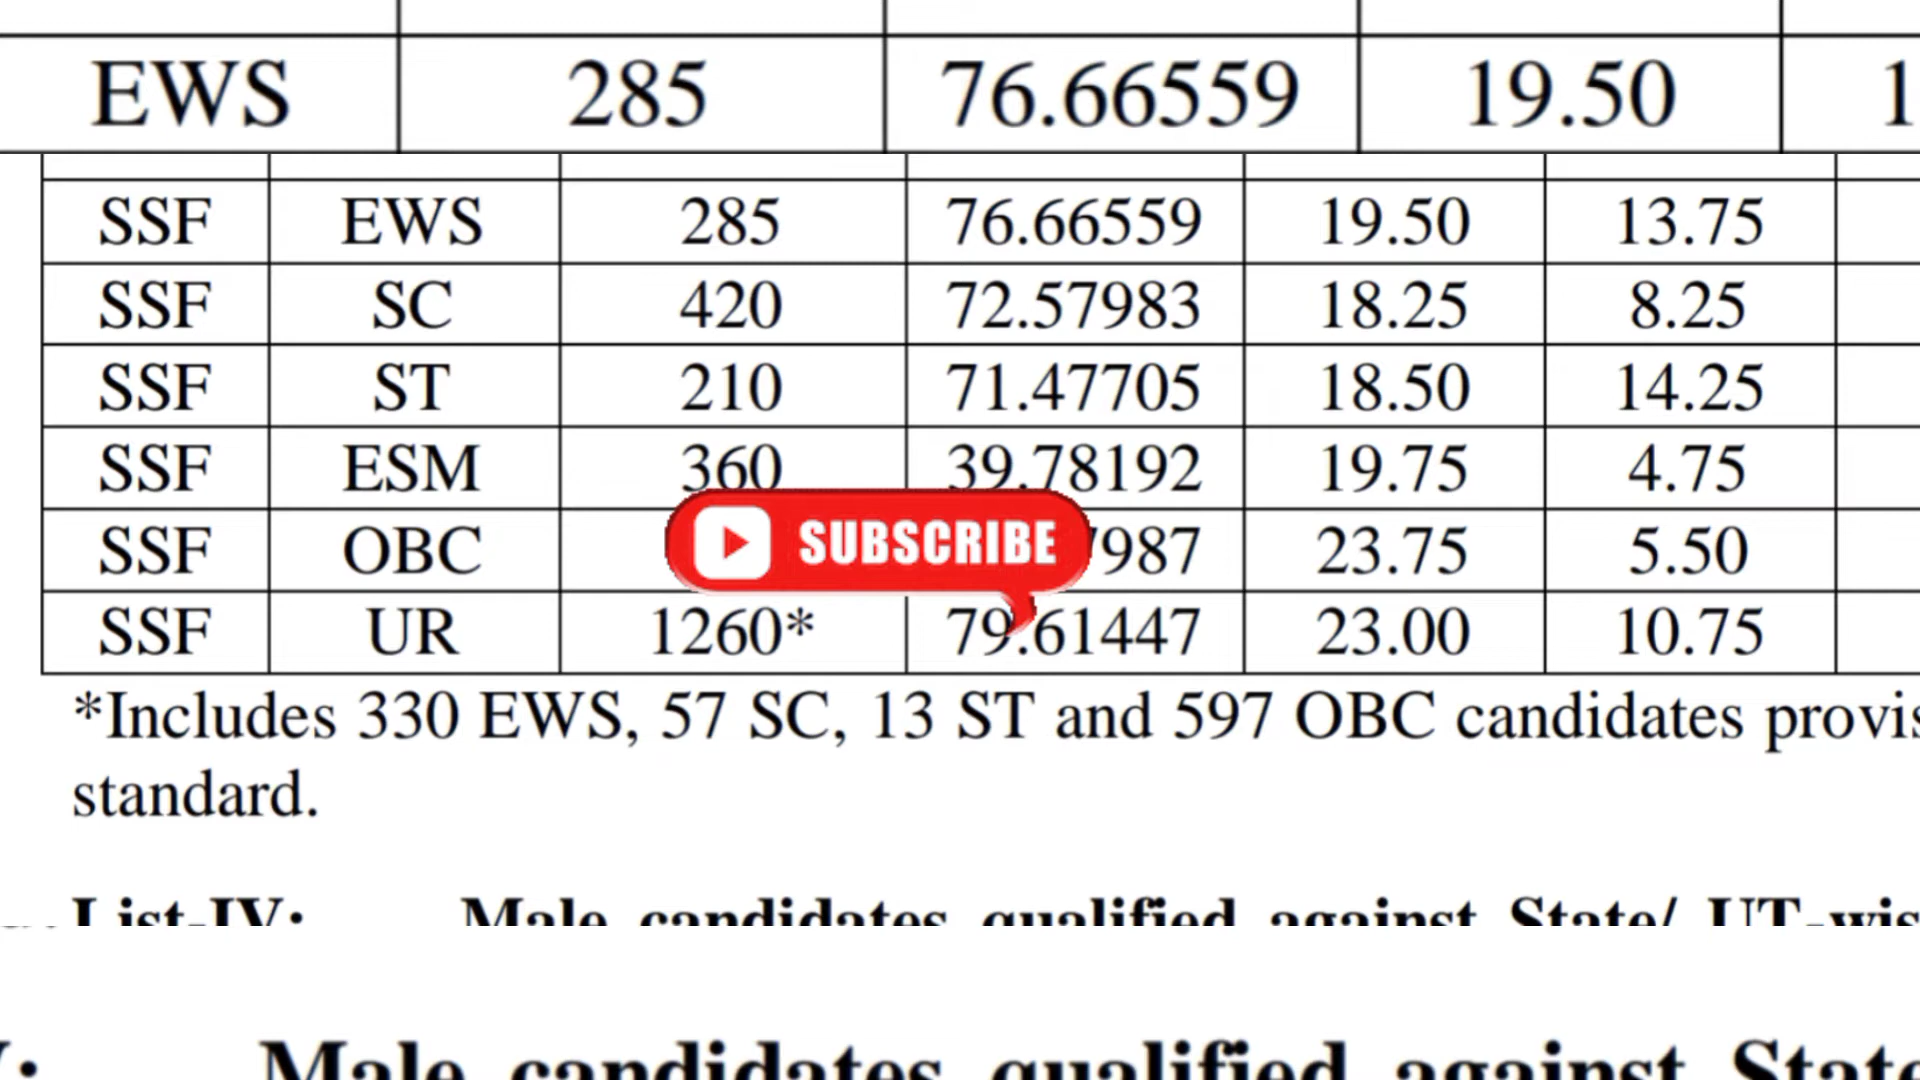 EWS 285 76.66559 19.50 1
SSF EWS 285 76.66559 19.50 13.75
SSF SC 420 72.57983 18.25 8.25
SSF ST 210 71.47705 18.50 14.25
SSF ESM 360 39.78192 19.75 4.75
SSF OBC 7987 23.75 5.50
SUBSCRIBE
SSF UR 1260* 79.61447 23.00 10.75
*Includes 330 EWS, 57 SC, 13 ST and 597 OBC candidates provis
standard.
List-IV: Male candidates qualified against State/ UT-wis
Male candidates qualified against State